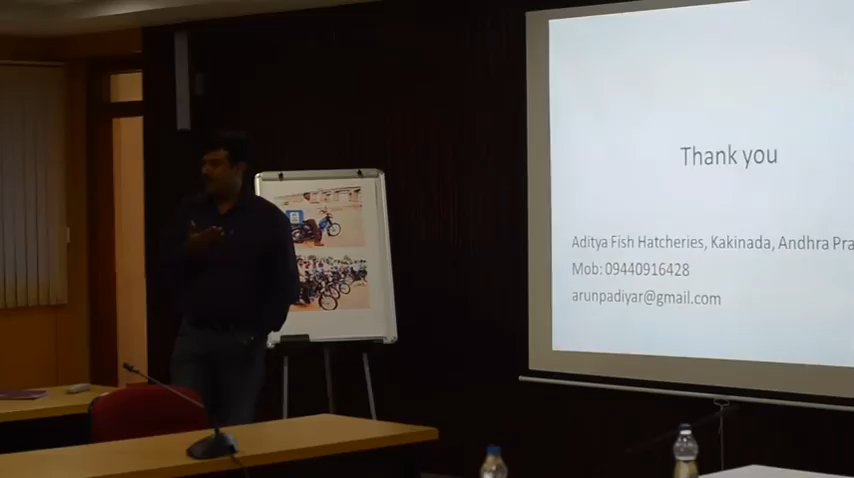 Thank you
Aditya Fish Hatcheries, Kakinada, Andhra Pra
Mob: 09440916428
arunpadiyar@gmail.com